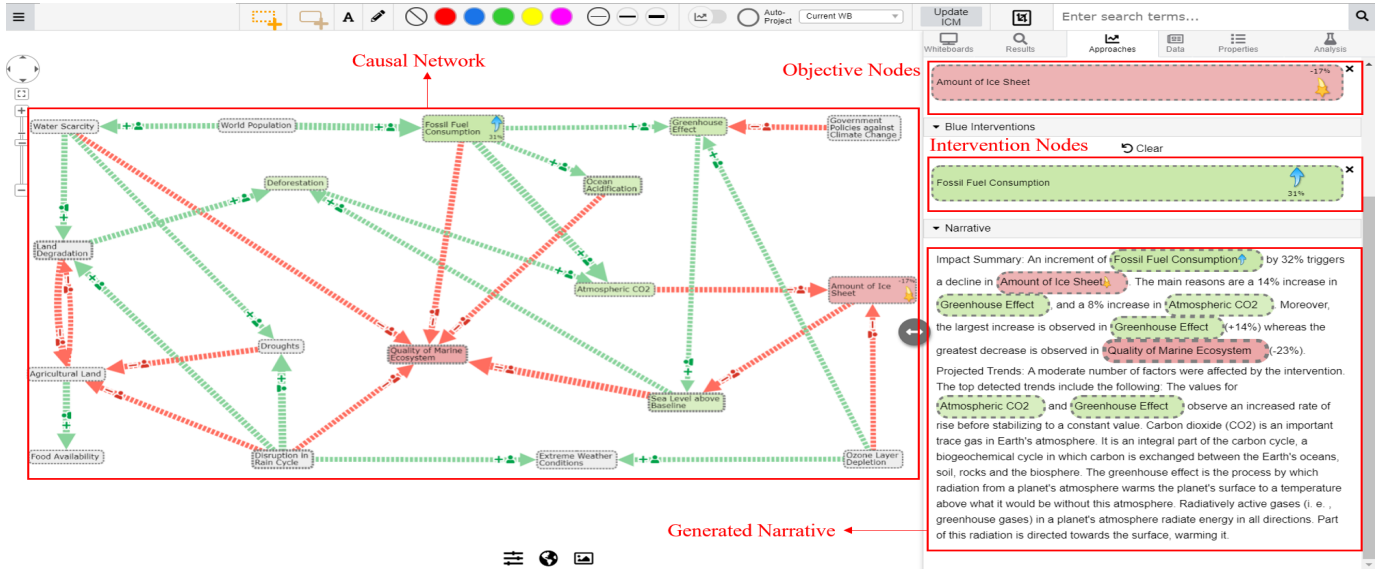 A
Auto-
Project
Current WB
Update
ICM
Enter search terms...
Whiteboards
Results
Approaches
Data
Properties
Analysis
Causal Network
Objective Nodes
Amount of Ice Sheet
-17%
Blue Interventions
Intervention Nodes
Clear
Fossil Fuel Consumption
31%
Narrative
Impact Summary: An increment of Fossil Fuel Consumption by 32% triggers
a decline in Amount of Ice Sheet . The main reasons are a 14% increase in
Greenhouse Effect , and a 8% increase in Atmospheric CO2 . Moreover,
the largest increase is observed in Greenhouse Effect (+14%) whereas the
greatest decrease is observed in Quality of Marine Ecosystem (-23%).
Projected Trends: A moderate number of factors were affected by the intervention.
The top detected trends include the following: The values for
Atmospheric CO2 and Greenhouse Effect observe an increased rate of
rise before stabilizing to a constant value. Carbon dioxide (CO2) is an important
trace gas in Earth's atmosphere. It is an integral part of the carbon cycle, a
biogeochemical cycle in which carbon is exchanged between the Earth's oceans,
soil, rocks and the biosphere. The greenhouse effect is the process by which
radiation from a planet's atmosphere warms the planet's surface to a temperature
above what it would be without this atmosphere. Radiatively active gases (i. e. ,
greenhouse gases) in a planet's atmosphere radiate energy in all directions. Part
of this radiation is directed towards the surface, warming it.
Generated Narrative
Water Scarcity
World Population
Fossil Fuel
Consumption
31%
Greenhouse
Effect
Government
Policies against
Climate Change
Deforestation
Ocean
Acidification
Land
Degradation
Atmospheric CO2
Amount of Ice
Sheet
-17%
Droughts
Quality of Marine
Ecosystem
Agricultural Land
Sea Level above
Baseline
Food Availability
Disruption In
Rain Cycle
Extreme Weather
Conditions
Ozone Layer
Depletion